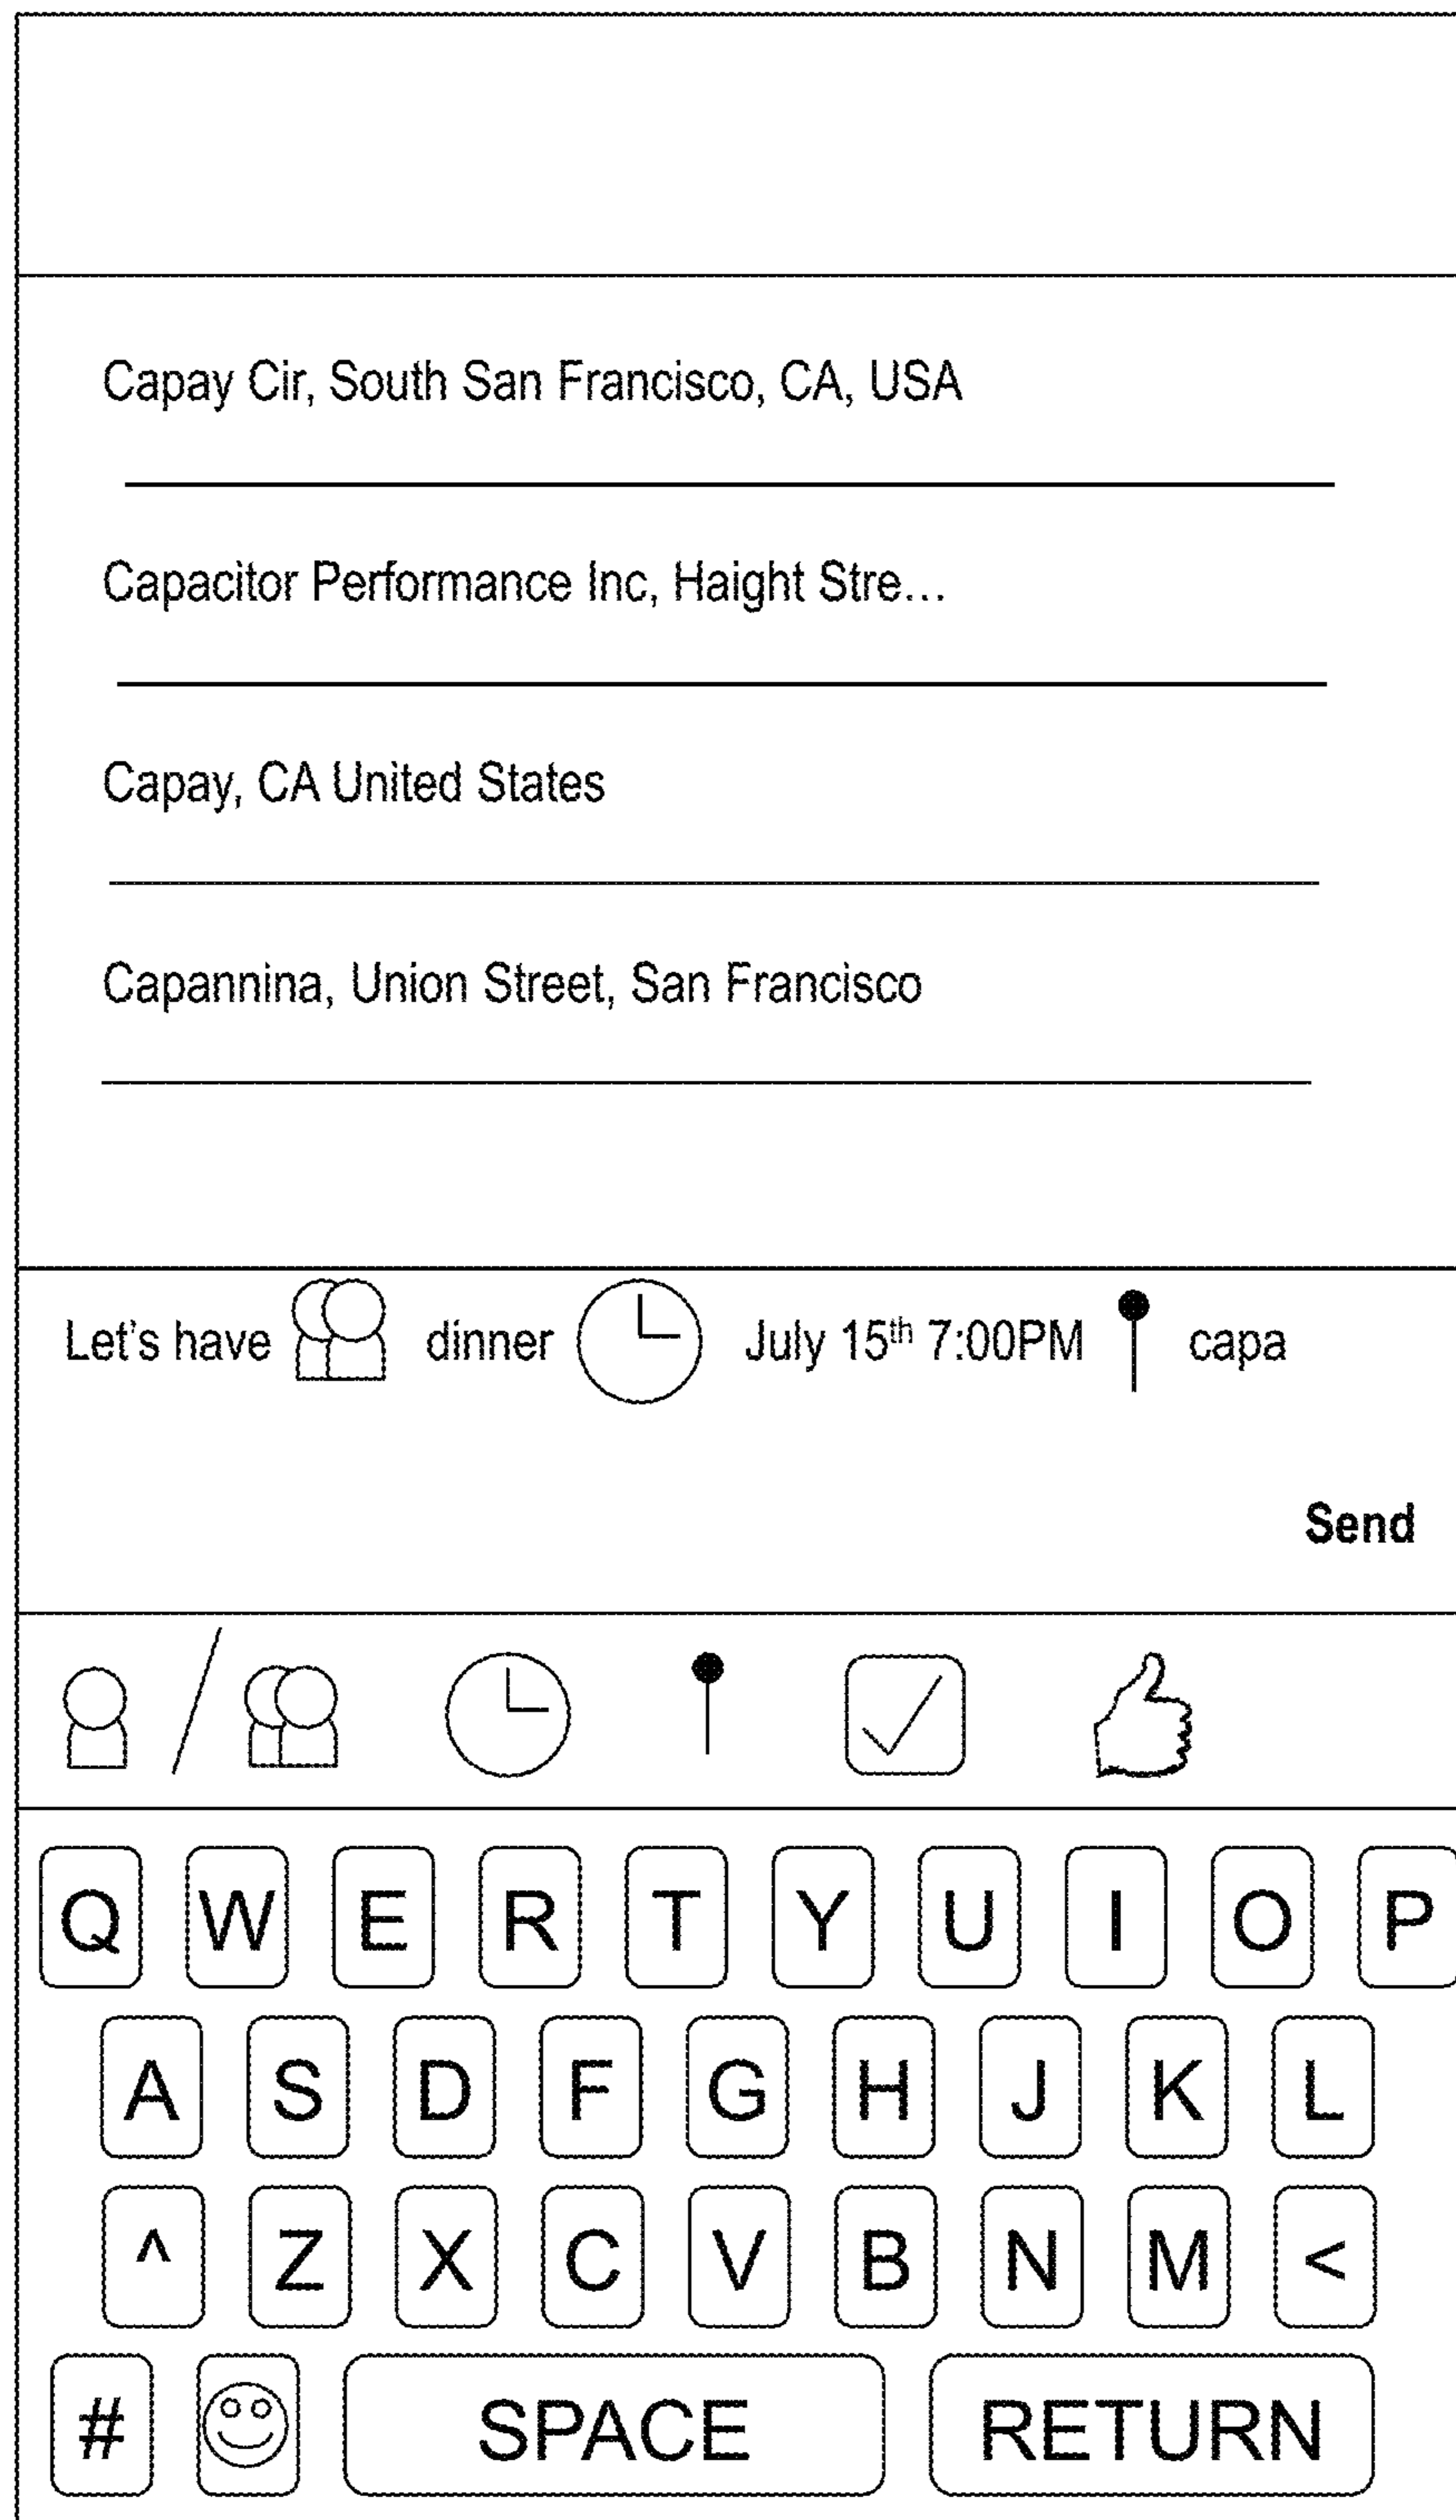 Capay Cir, South San Francisco, CA, USA
Capacitor Performance Inc, Haight Stre...
Capay, CA United States
Capannina, Union Street, San Francisco
Let's have dinner July 15th 7:00PM capa
Send
Q W E R T Y U I O P
A S D F G H J K L
^ Z X C V B N M <
# SPACE RETURN